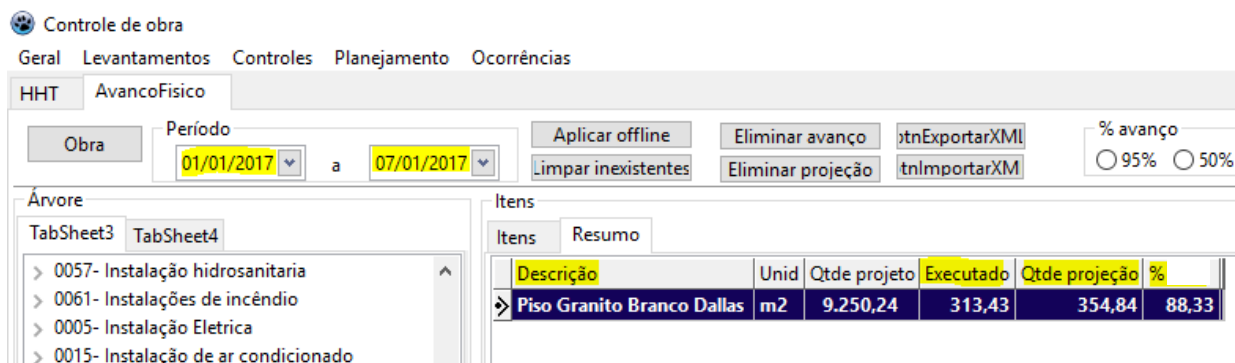 Controle de obra
Geral Levantamentos Controles Planejamento Ocorrências
HHT AvancoFisico
Obra
Período
01/01/2017 a 07/01/2017
Aplicar offline
Limpar inexistentes
Eliminar avanço
Eliminar projeção
otnExportarXML
tnImportarXM
% avanço
95% 50%
Árvore
TabSheet3 TabSheet4
0057- Instalação hidrosanitaria
0061- Instalações de incêndio
0005- Instalação Eletrica
0015- Instalação de ar condicionado
Itens
Itens Resumo
Descrição Unid Qtde projeto Executado Qtde projeção %
Piso Granito Branco Dallas m2 9.250,24 313,43 354,84 88,33